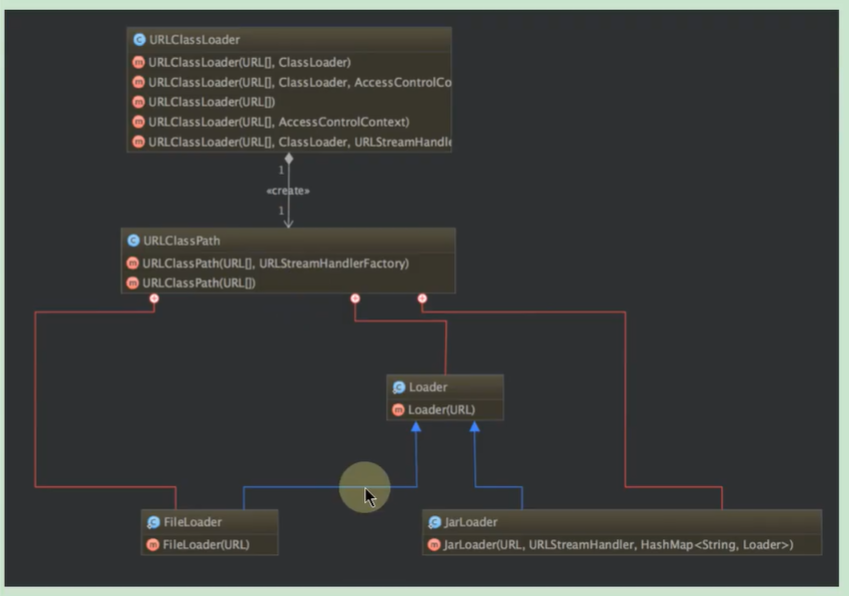 URLClassLoader
URLClassLoader(URL[], ClassLoader)
URLClassLoader(URL[], ClassLoader, AccessControlCo
URLClassLoader(URL[])
URLClassLoader(URL[], AccessControlContext)
URLClassLoader(URL[], ClassLoader, URLStreamHandle
1
«create»
1
URLClassPath
URLClassPath(URL[], URLStreamHandlerFactory)
URLClassPath(URL[])
Loader
Loader(URL)
FileLoader
FileLoader(URL)
JarLoader
JarLoader(URL, URLStreamHandler, HashMap<String, Loader>)